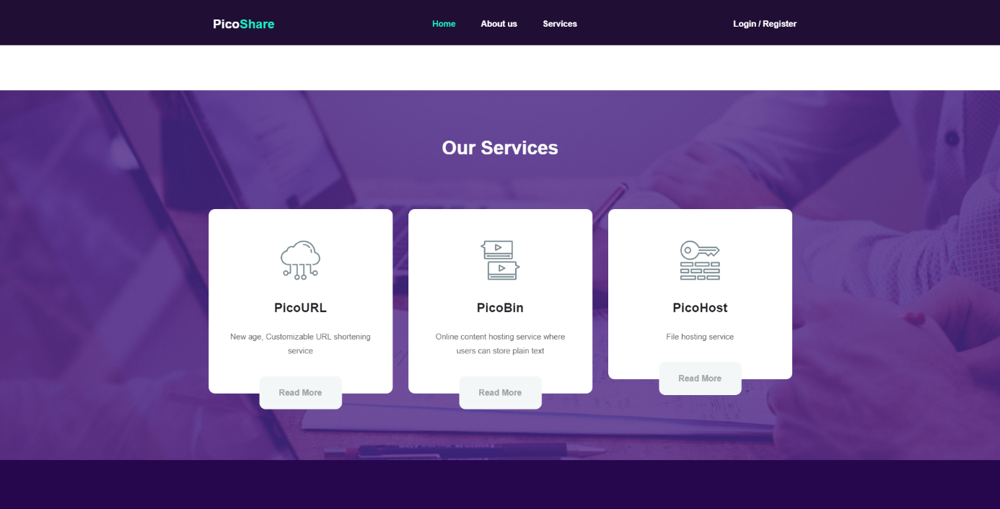 PicoShare
Home
About us
Services
Login / Register
Our Services
PicoURL
New age, Customizable URL shortening
service
Read More
PicoBin
Online content hosting service where
users can store plain text
Read More
PicoHost
File hosting service
Read More